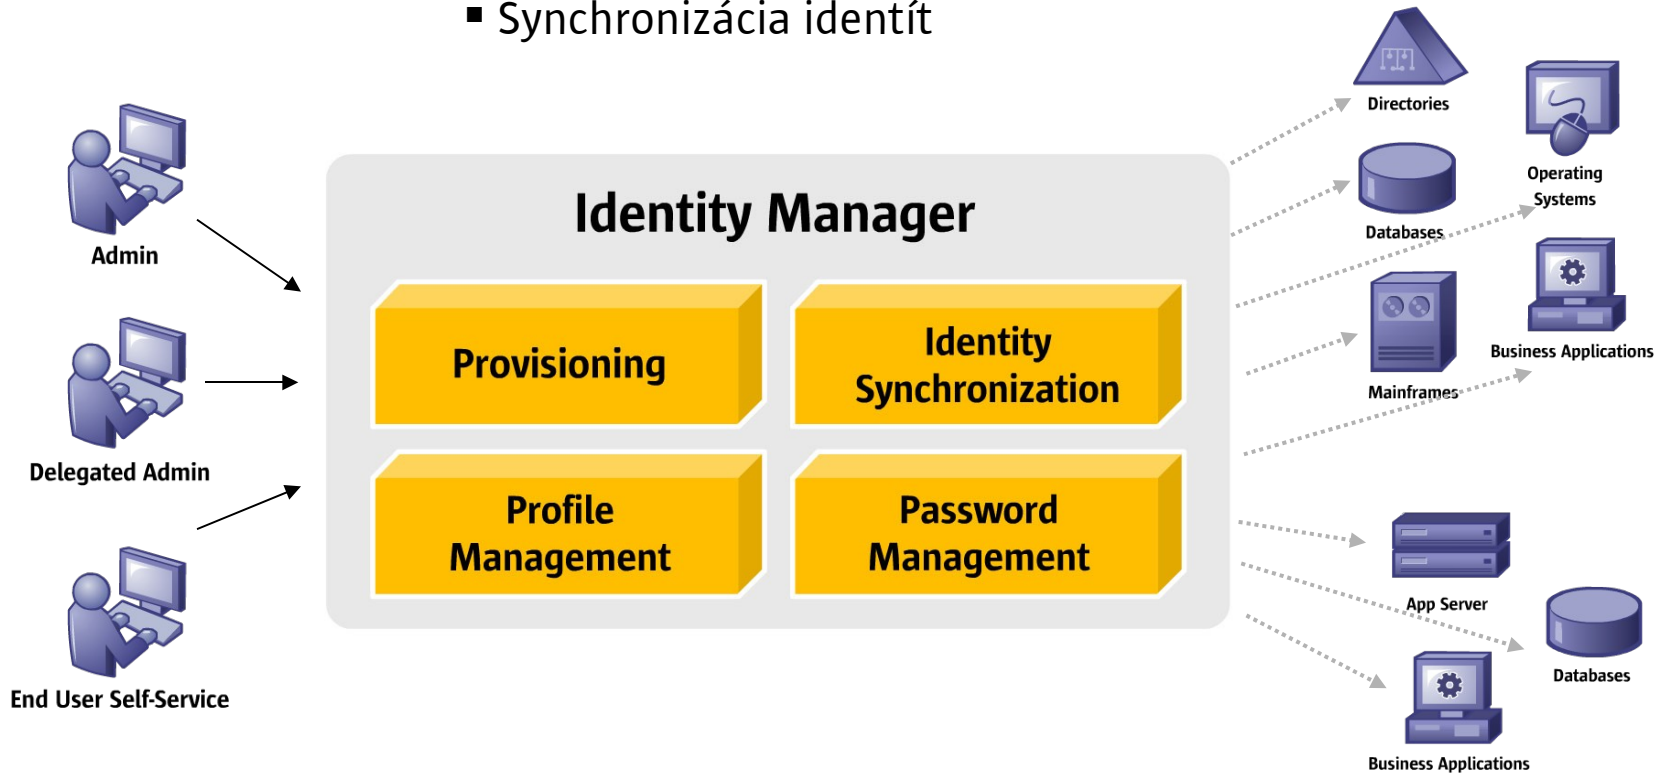 ▪ Synchronizácia identít
Admin
Delegated Admin
End User Self-Service
Identity Manager
Provisioning
Identity
Synchronization
Profile
Management
Password
Management
Directories
Operating
Systems
Databases
Business Applications
Mainframes
App Server
Databases
Business Applications